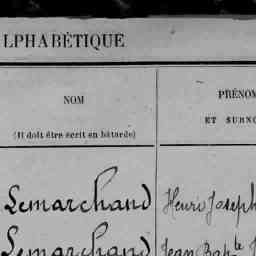 LPHABÉTIQUE
NOM
PRÉNOM
ET SURNO
(Il doit être écrit en bâtarde)
Lemarchand Henri Joseph
Lemarchand Jean Bapte J